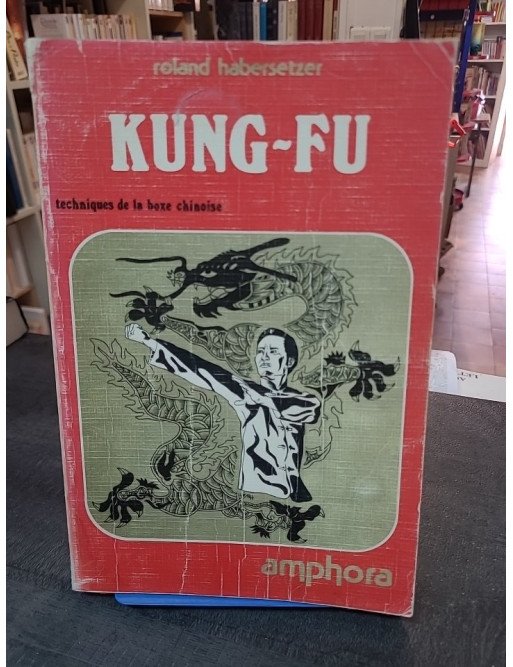 roland habersetzer
KUNG-FU
techniques de la boxe chinoise
amphora